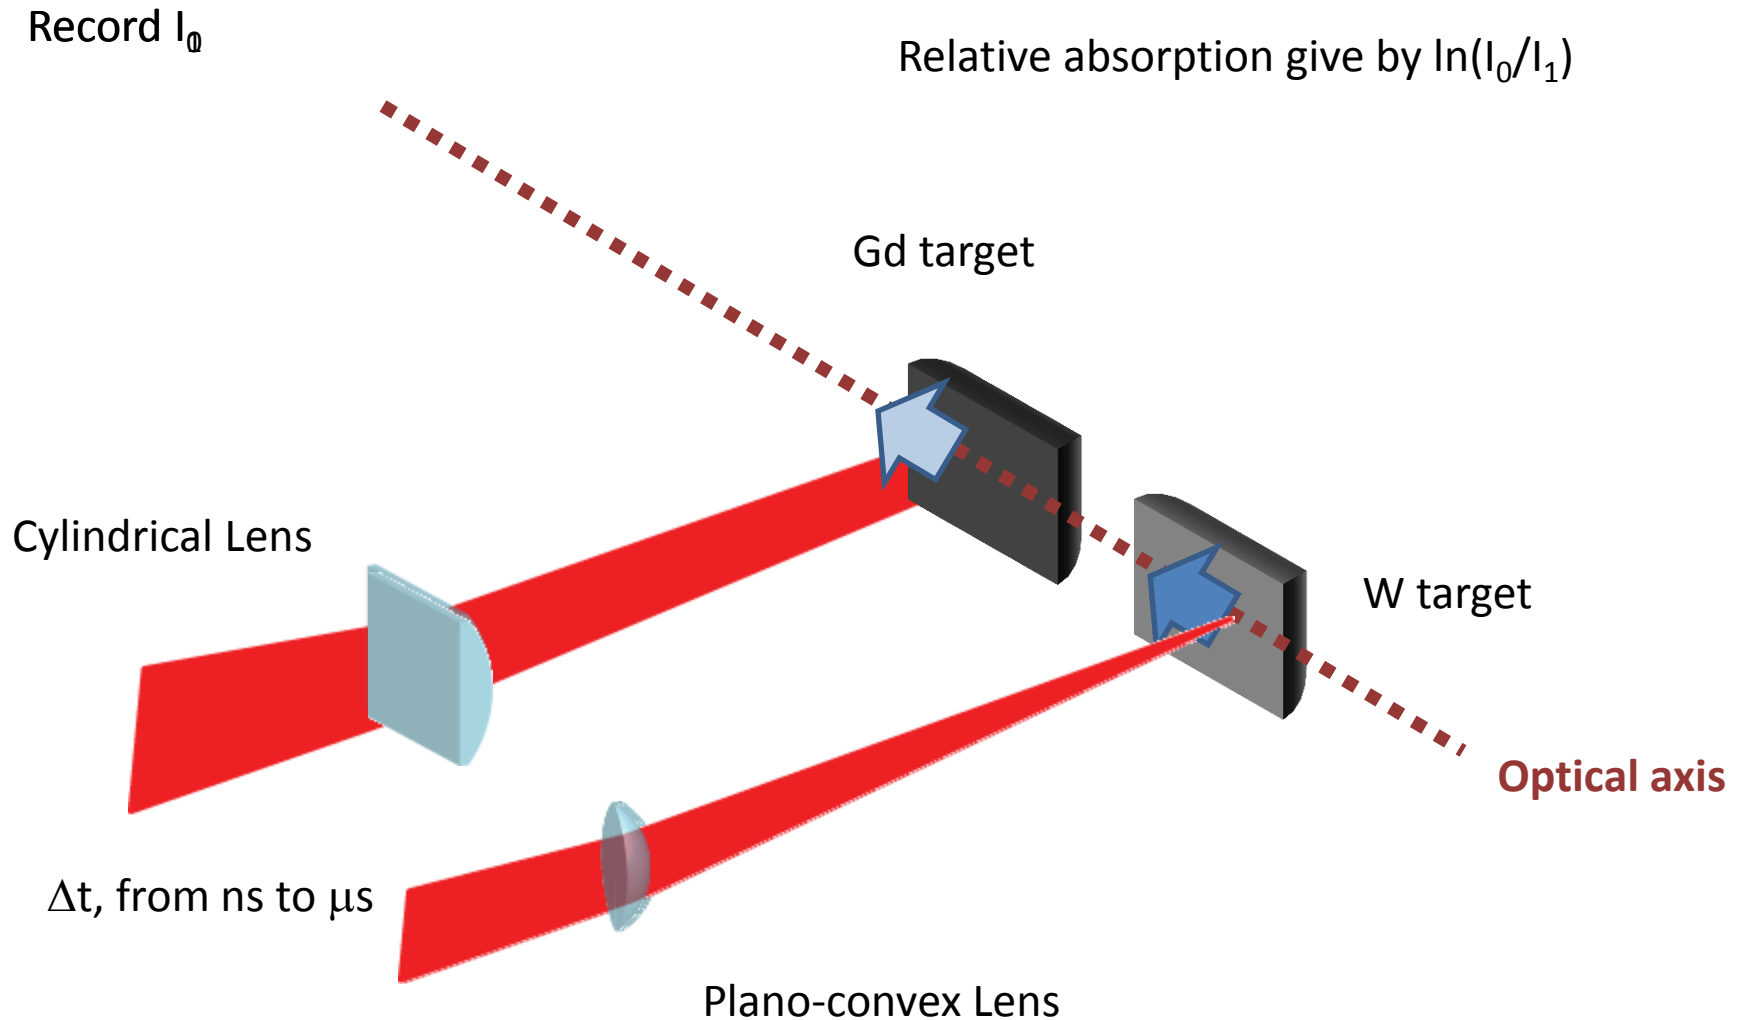 Record I₀
Relative absorption give by ln(I₀/I₁)
Gd target
Cylindrical Lens
W target
Optical axis
Δt, from ns to μs
Plano-convex Lens